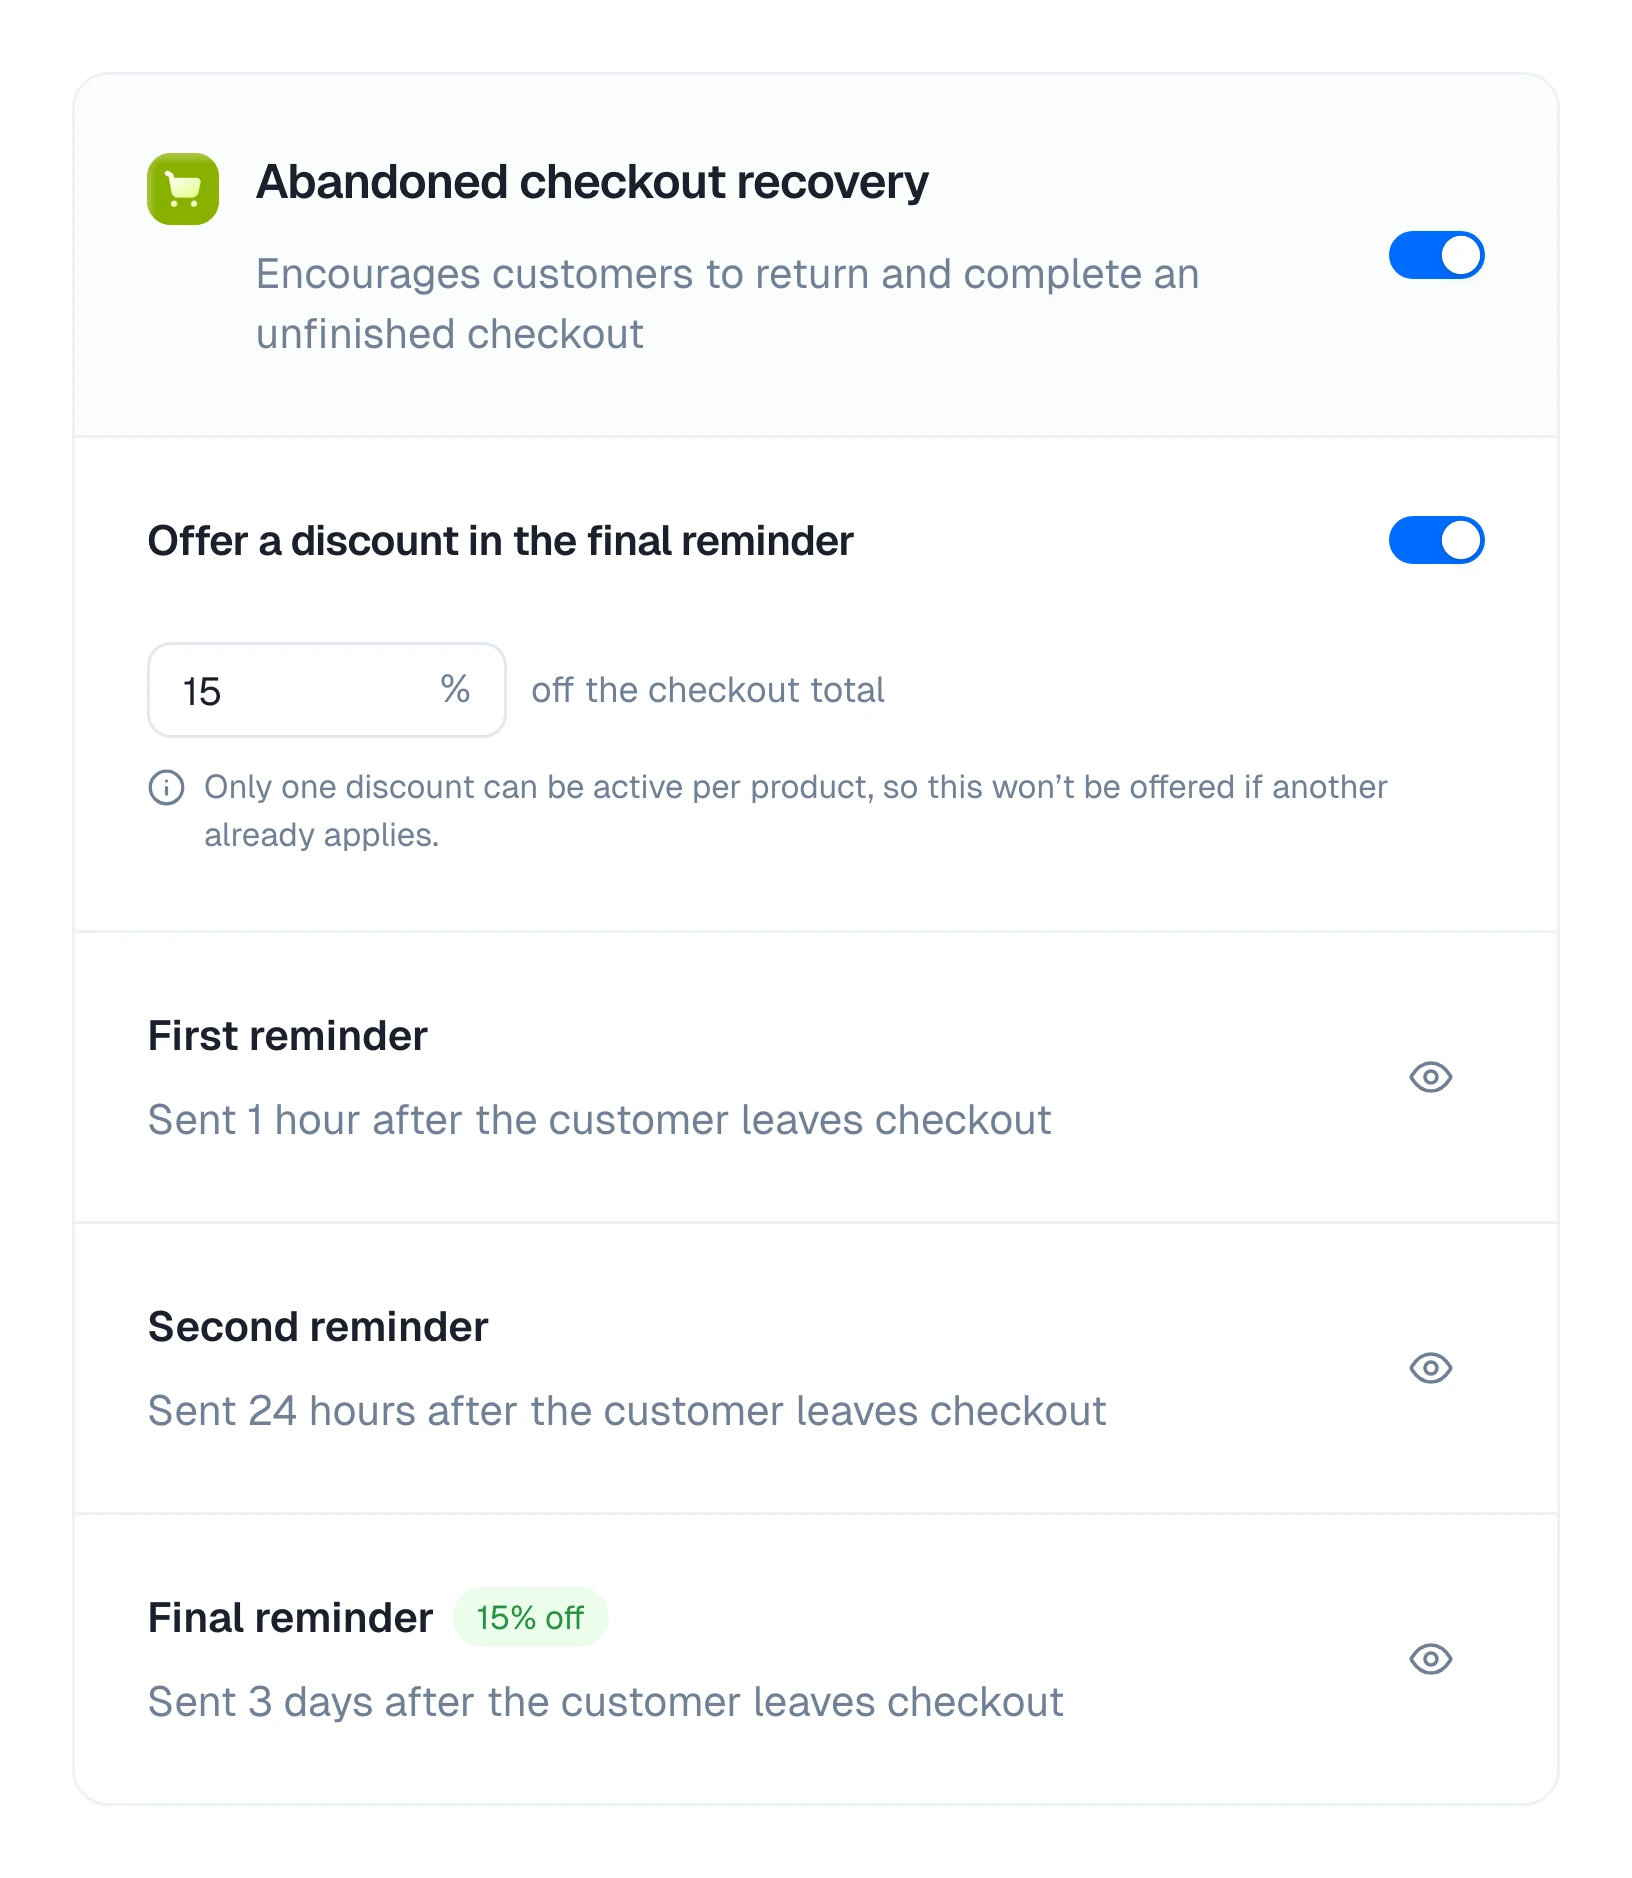 Abandoned checkout recovery
Encourages customers to return and complete an
unfinished checkout
Offer a discount in the final reminder
15 % off the checkout total
Only one discount can be active per product, so this won’t be offered if another
already applies.
First reminder
Sent 1 hour after the customer leaves checkout
Second reminder
Sent 24 hours after the customer leaves checkout
Final reminder 15% off
Sent 3 days after the customer leaves checkout